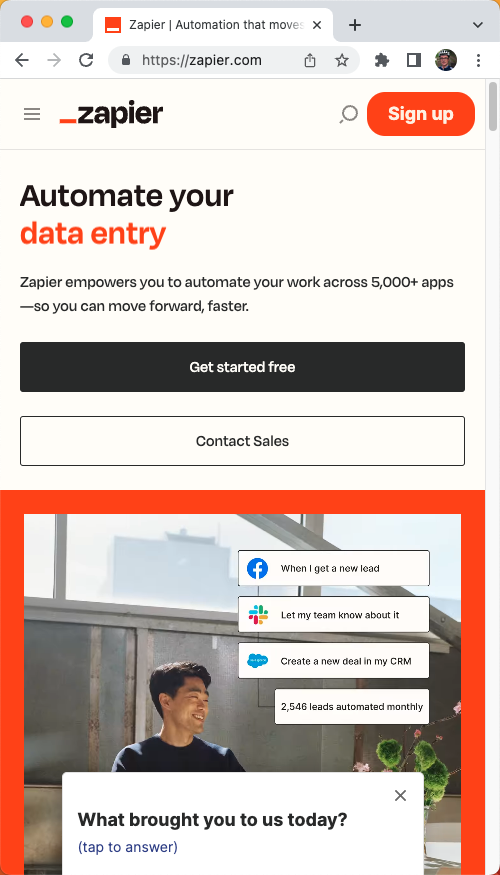 Zapier | Automation that moves
https://zapier.com
_zapier
Sign up
Automate your
data entry
Zapier empowers you to automate your work across 5,000+ apps
—so you can move forward, faster.
Get started free
Contact Sales
When I get a new lead
Let my team know about it
Create a new deal in my CRM
2,546 leads automated monthly
What brought you to us today?
(tap to answer)